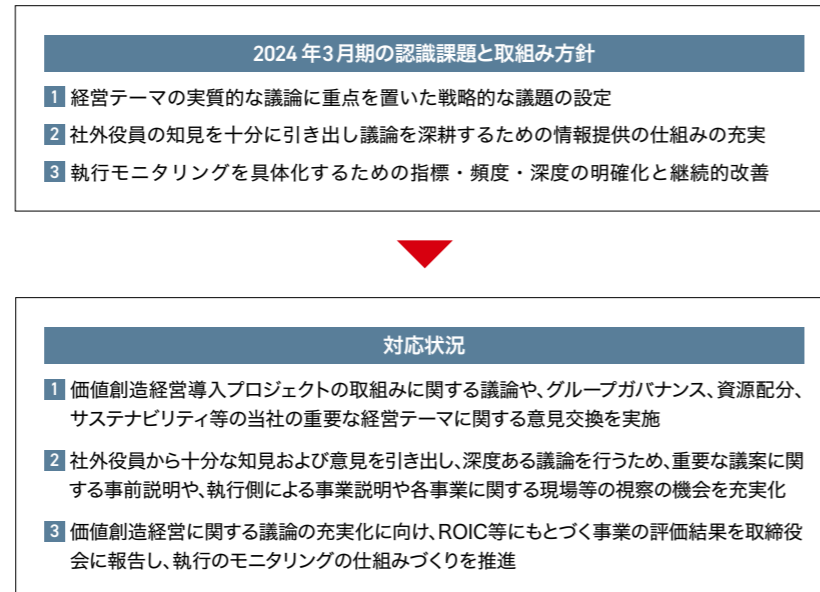 2024年3月期の認識課題と取組み方針
1 経営テーマの実質的な議論に重点を置いた戦略的な議題の設定
2 社外役員の知見を十分に引き出し議論を深耕するための情報提供の仕組みの充実
3 執行モニタリングを具体化するための指標・頻度・深度の明確化と継続的改善
対応状況
1 価値創造経営導入プロジェクトの取組みに関する議論や、グループガバナンス、資源配分、
サステナビリティ等の当社の重要な経営テーマに関する意見交換を実施
2 社外役員から十分な知見および意見を引き出し、深度ある議論を行うため、重要な議案に関
する事前説明や、執行側による事業説明や各事業に関する現場等の視察の機会を充実化
3 価値創造経営に関する議論の充実化に向け、ROIC等にもとづく事業の評価結果を取締役
会に報告し、執行のモニタリングの仕組みづくりを推進